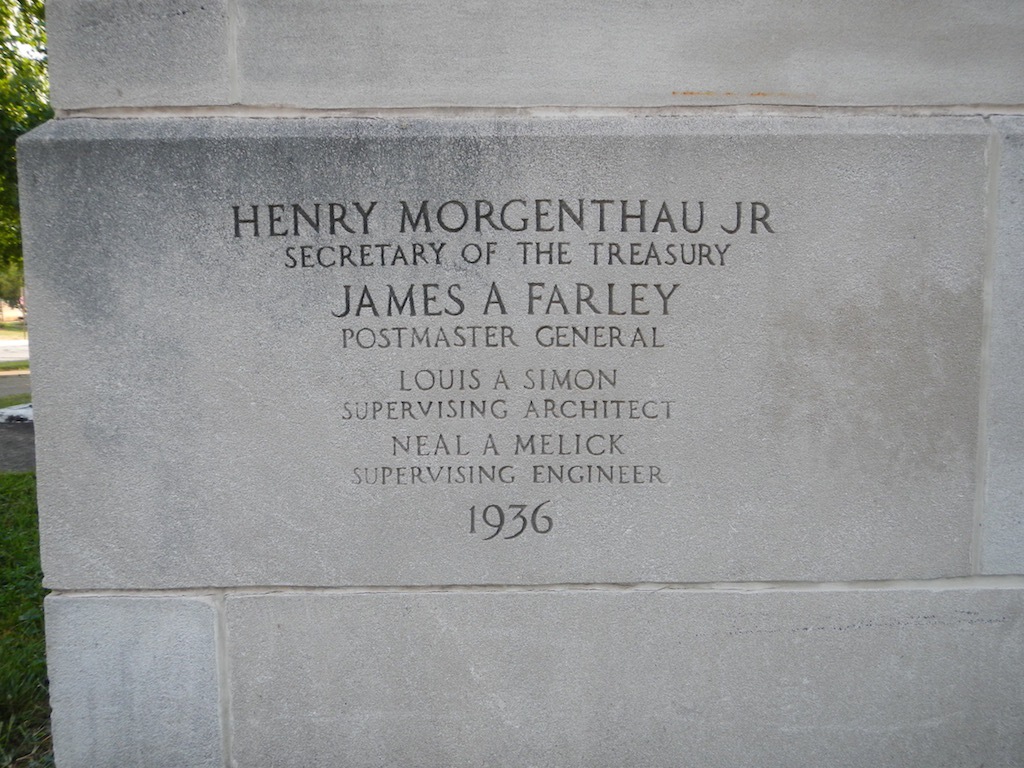 HENRY MORGENTHAU JR
SECRETARY OF THE TREASURY
JAMES A FARLEY
POSTMASTER GENERAL
LOUIS A SIMON
SUPERVISING ARCHITECT
NEAL A MELICK
SUPERVISING ENGINEER
1936